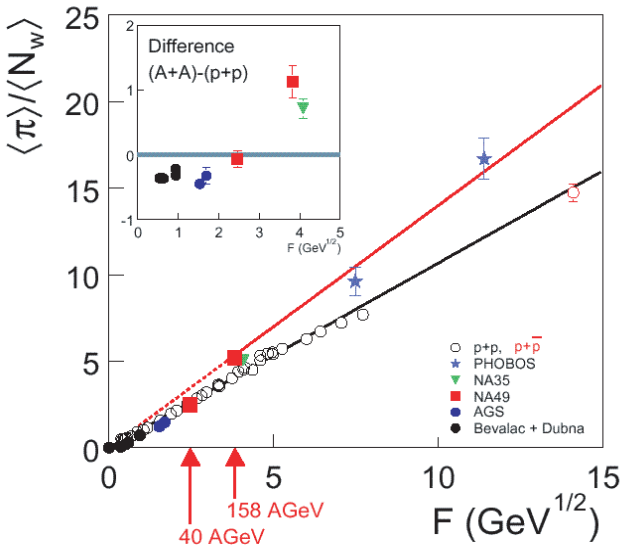 25
20
15
10
5
0
⟨π⟩/⟨N_w⟩
2
1
0
-1
Difference
(A+A)-(p+p)
0 1 2 3 4 5
F (GeV^1/2)
p+p, p+p̅
PHOBOS
NA35
NA49
AGS
Bevalac + Dubna
0 5 10 15
158 AGeV
40 AGeV
F (GeV^1/2)